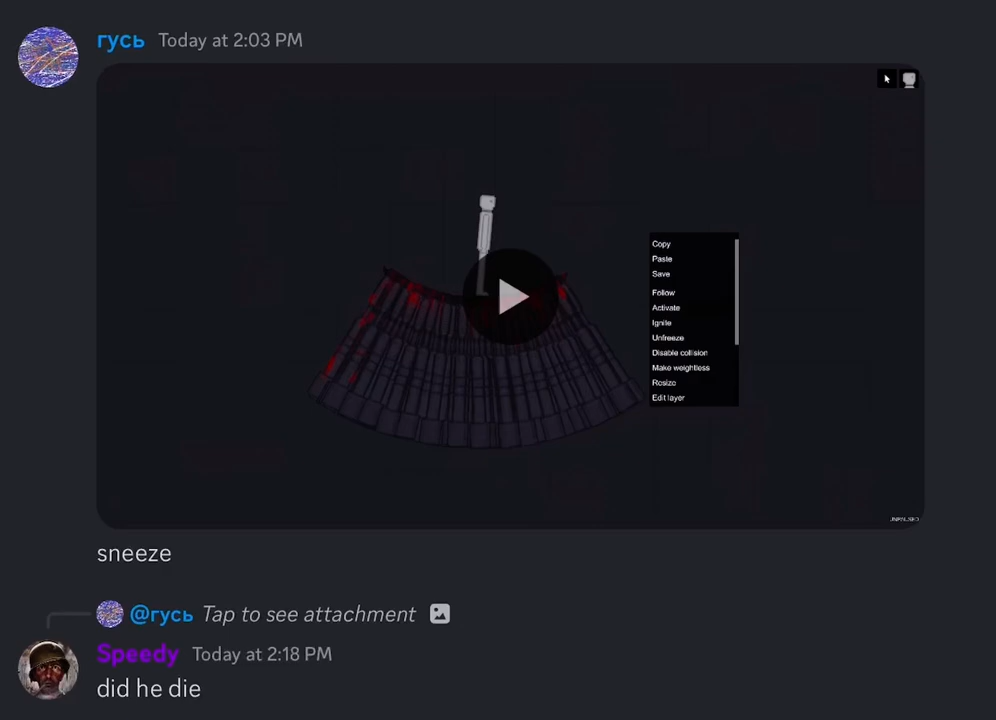 гусь Today at 2:03 PM
Copy
Paste
Save
Follow
Activate
Ignite
Unfreeze
Disable collision
Make weightless
Resize
Edit layer
sneeze
@гусь Tap to see attachment
Speedy Today at 2:18 PM
did he die